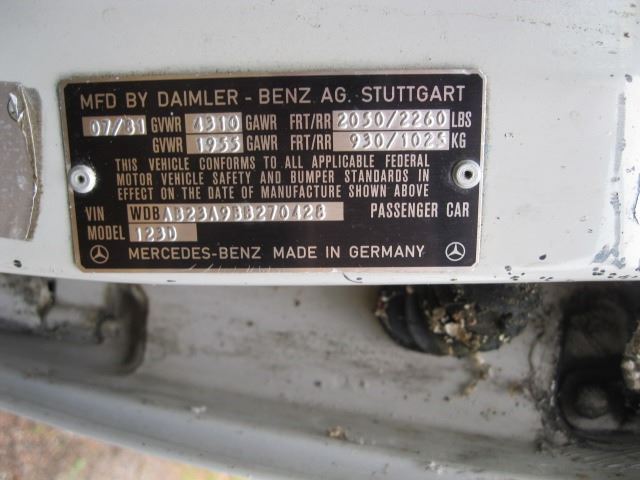 MFD BY DAIMLER - BENZ AG. STUTTGART
07/81 GVWR 4310 GAWR FRT/RR 2050/2260 LBS
GVWR 1955 GAWR FRT/RR 930/1025 KG
THIS VEHICLE CONFORMS TO ALL APPLICABLE FEDERAL
MOTOR VEHICLE SAFETY AND BUMPER STANDARDS IN
EFFECT ON THE DATE OF MANUFACTURE SHOWN ABOVE
VIN WDBAB23A9BB270428 PASSENGER CAR
MODEL 123D
MERCEDES-BENZ MADE IN GERMANY